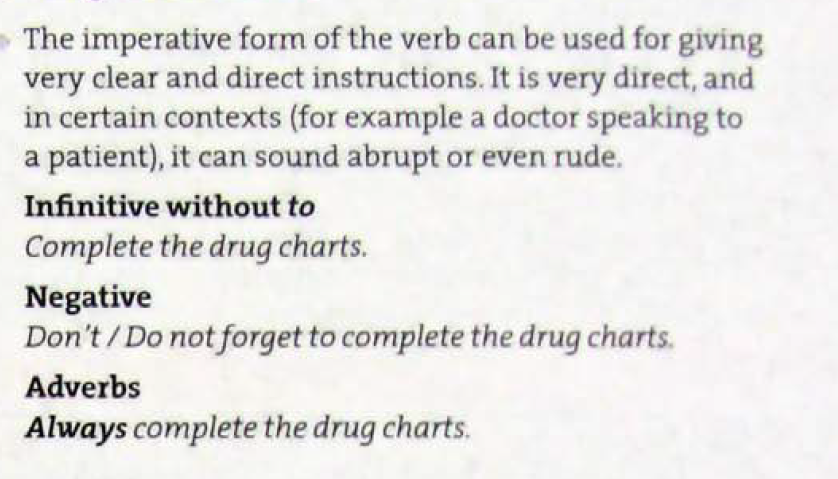 The imperative form of the verb can be used for giving
very clear and direct instructions. It is very direct, and
in certain contexts (for example a doctor speaking to
a patient), it can sound abrupt or even rude.
Infinitive without to
Complete the drug charts.
Negative
Don't / Do not forget to complete the drug charts.
Adverbs
Always complete the drug charts.